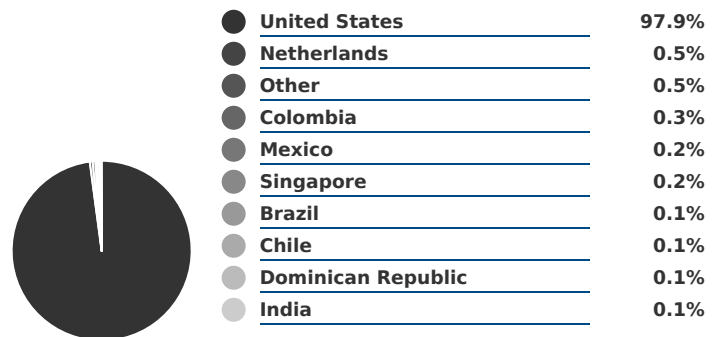 United States 97.9%
Netherlands 0.5%
Other 0.5%
Colombia 0.3%
Mexico 0.2%
Singapore 0.2%
Brazil 0.1%
Chile 0.1%
Dominican Republic 0.1%
India 0.1%